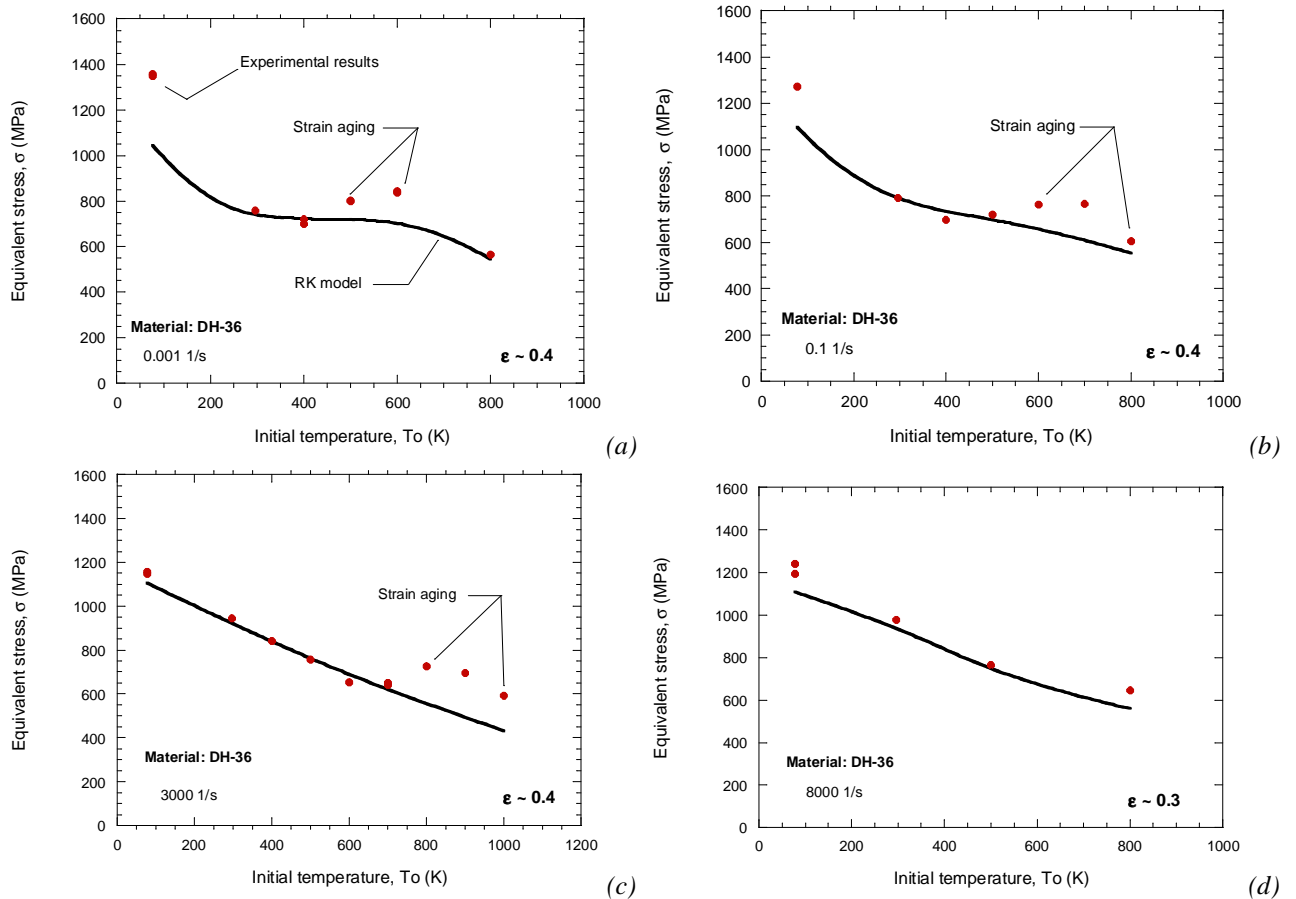 1600
1400
1200
1000
800
600
400
200
0
Equivalent stress, σ (MPa)
Experimental results
Strain aging
RK model
Material: DH-36
0.001 1/s
ε ~ 0.4
0 200 400 600 800 1000
Initial temperature, To (K)
(a)
1600
1400
1200
1000
800
600
400
200
0
Equivalent stress, σ (MPa)
Strain aging
Material: DH-36
0.1 1/s
ε ~ 0.4
0 200 400 600 800 1000
Initial temperature, To (K)
(b)
1600
1400
1200
1000
800
600
400
200
0
Equivalent stress, σ (MPa)
Strain aging
Material: DH-36
3000 1/s
ε ~ 0.4
0 200 400 600 800 1000 1200
Initial temperature, To (K)
(c)
1600
1400
1200
1000
800
600
400
200
0
Equivalent stress, σ (MPa)
Material: DH-36
8000 1/s
ε ~ 0.3
0 200 400 600 800 1000
Initial temperature, To (K)
(d)